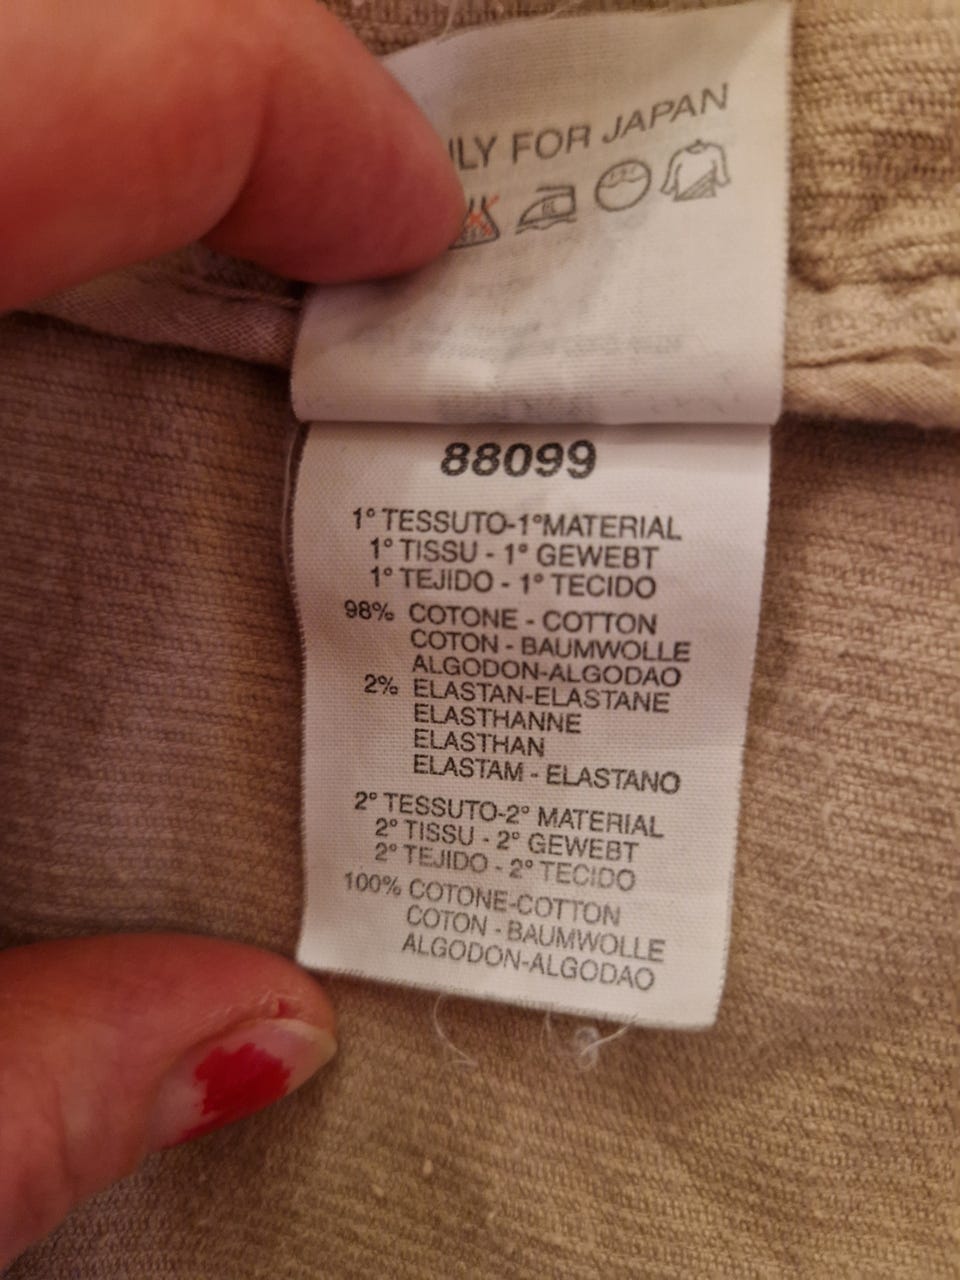 FOR JAPAN
88099
1° TESSUTO-1°MATERIAL
1° TISSU - 1° GEWEBT
1° TEJIDO - 1° TECIDO
98% COTONE - COTTON
COTON - BAUMWOLLE
ALGODON-ALGODAO
2% ELASTAN-ELASTANE
ELASTHANNE
ELASTHAN
ELASTAM - ELASTANO
2° TESSUTO-2° MATERIAL
2° TISSU - 2° GEWEBT
2° TEJIDO - 2° TECIDO
100% COTONE-COTTON
COTON - BAUMWOLLE
ALGODON-ALGODAO